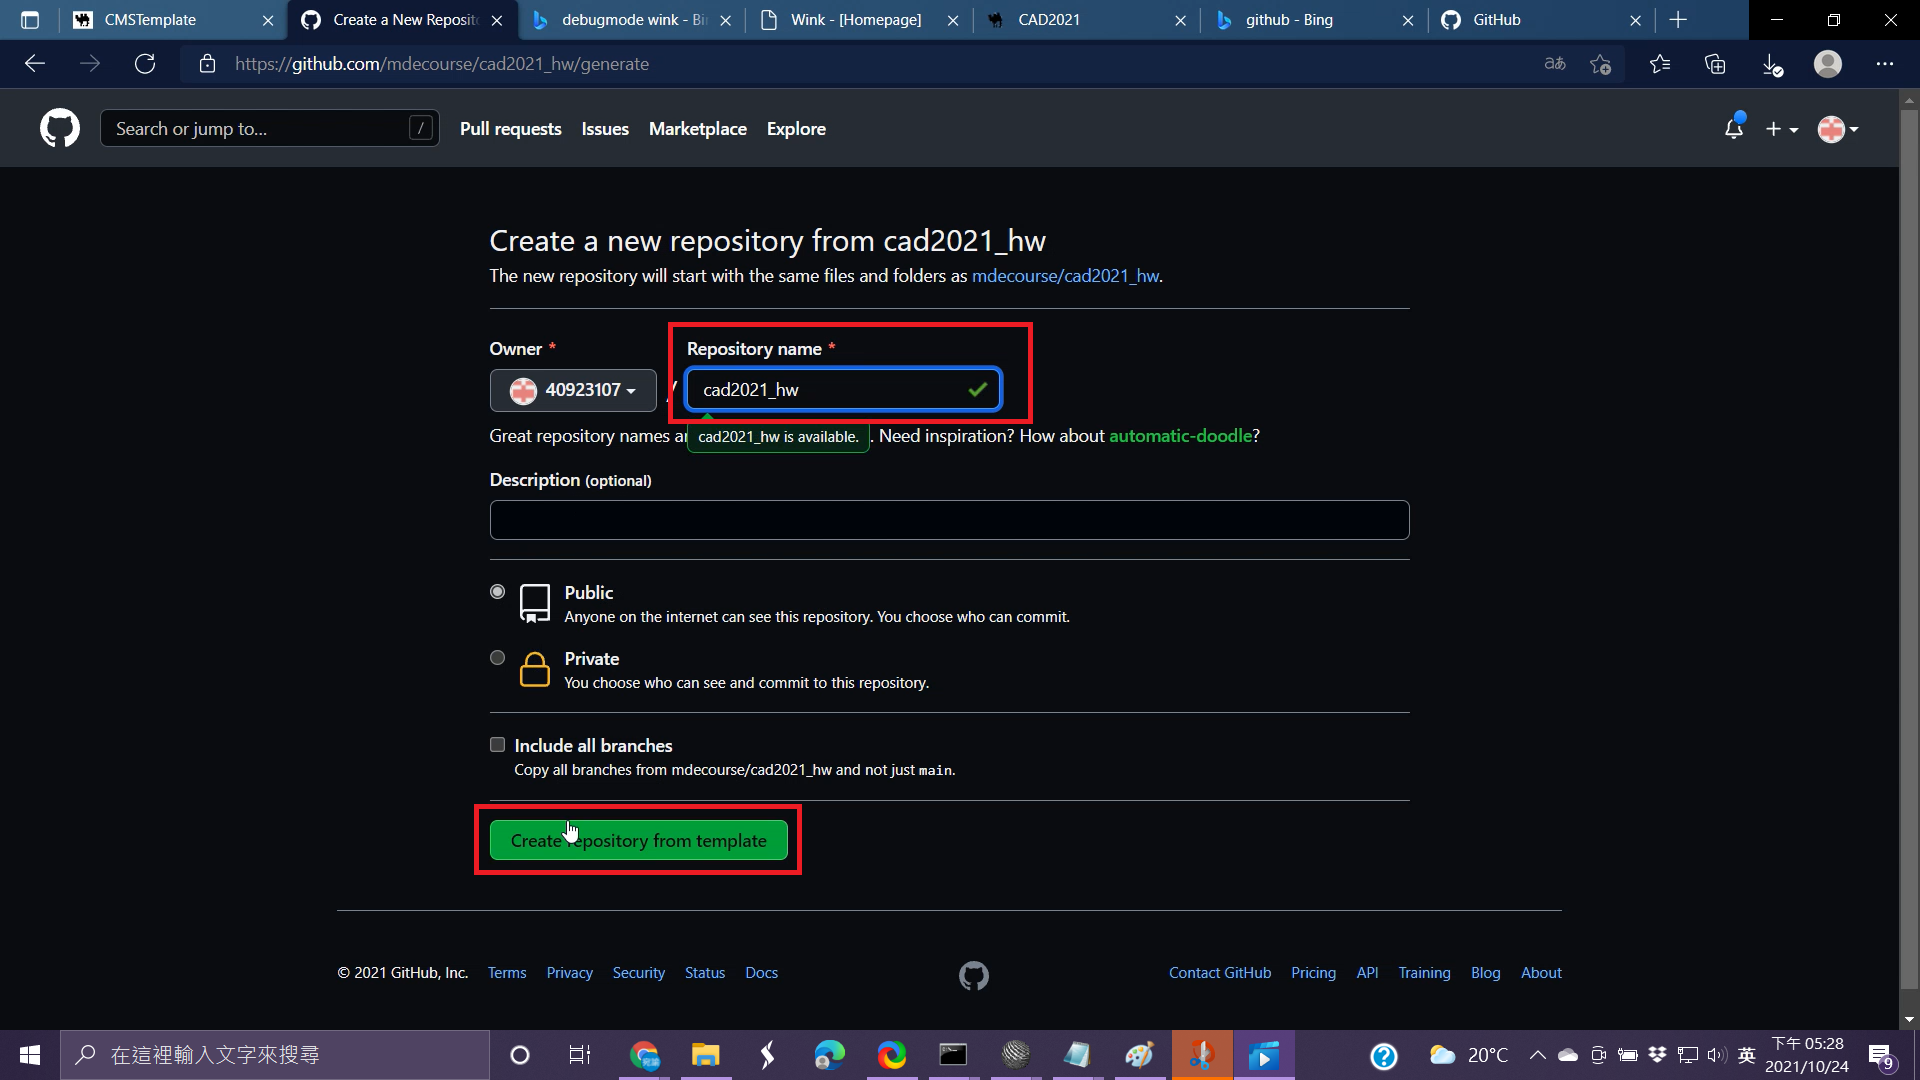 CMSTemplate
Create a New Reposit
debugmode wink - Bi
Wink - [Homepage]
CAD2021
github - Bing
GitHub
https://github.com/mdecourse/cad2021_hw/generate
ああ
Search or jump to...
/
Pull requests
Issues
Marketplace
Explore
Create a new repository from cad2021_hw
The new repository will start with the same files and folders as mdecourse/cad2021_hw.
Owner *
Repository name *
40923107
/
cad2021_hw
Great repository names ar
cad2021_hw is available.
. Need inspiration? How about automatic-doodle?
Description (optional)
Public
Anyone on the internet can see this repository. You choose who can commit.
Private
You choose who can see and commit to this repository.
Include all branches
Copy all branches from mdecourse/cad2021_hw and not just main.
Create repository from template
© 2021 GitHub, Inc.
Terms
Privacy
Security
Status
Docs
Contact GitHub
Pricing
API
Training
Blog
About
在這裡輸入文字來搜尋
20°C
英
下午 05:28
2021/10/24
9